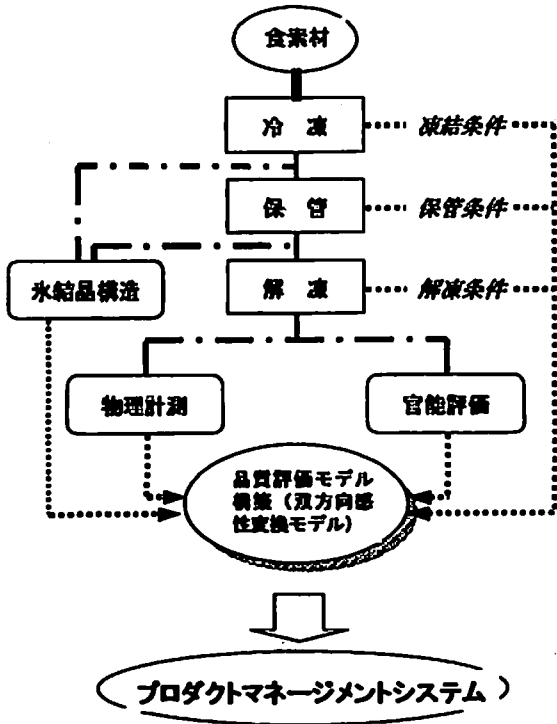 食素材
冷 凍
凍結条件
保 管
保管条件
氷結晶構造
解 凍
解凍条件
物理計測
官能評価
品質評価モデル
構築（双方向感
性変換モデル）
プロダクトマネージメントシステム